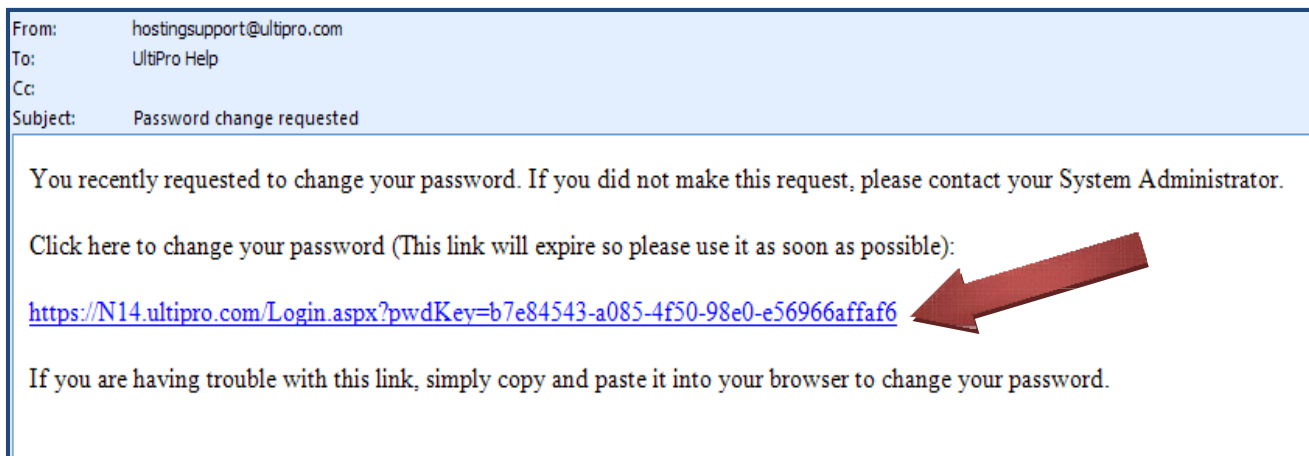 From: hostingsupport@ultipro.com
To: UltiPro Help
Cc:
Subject: Password change requested
You recently requested to change your password. If you did not make this request, please contact your System Administrator.
Click here to change your password (This link will expire so please use it as soon as possible):
https://N14.ultipro.com/Login.aspx?pwdKey=b7e84543-a085-4f50-98e0-e56966affaf6
If you are having trouble with this link, simply copy and paste it into your browser to change your password.